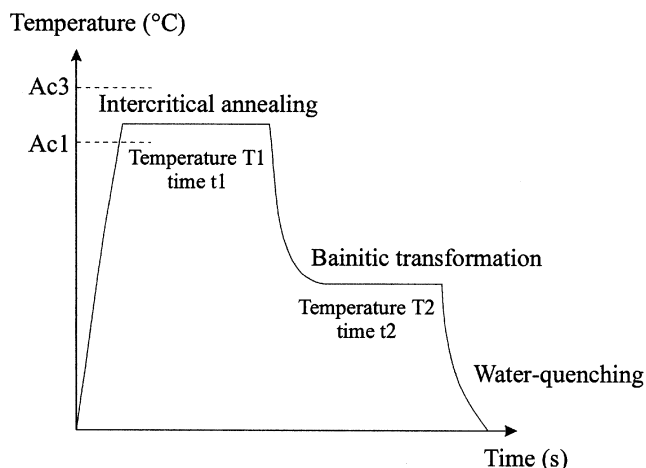 Temperature (°C)
Ac3
Intercritical annealing
Ac1
Temperature T1
time t1
Bainitic transformation
Temperature T2
time t2
Water-quenching
Time (s)